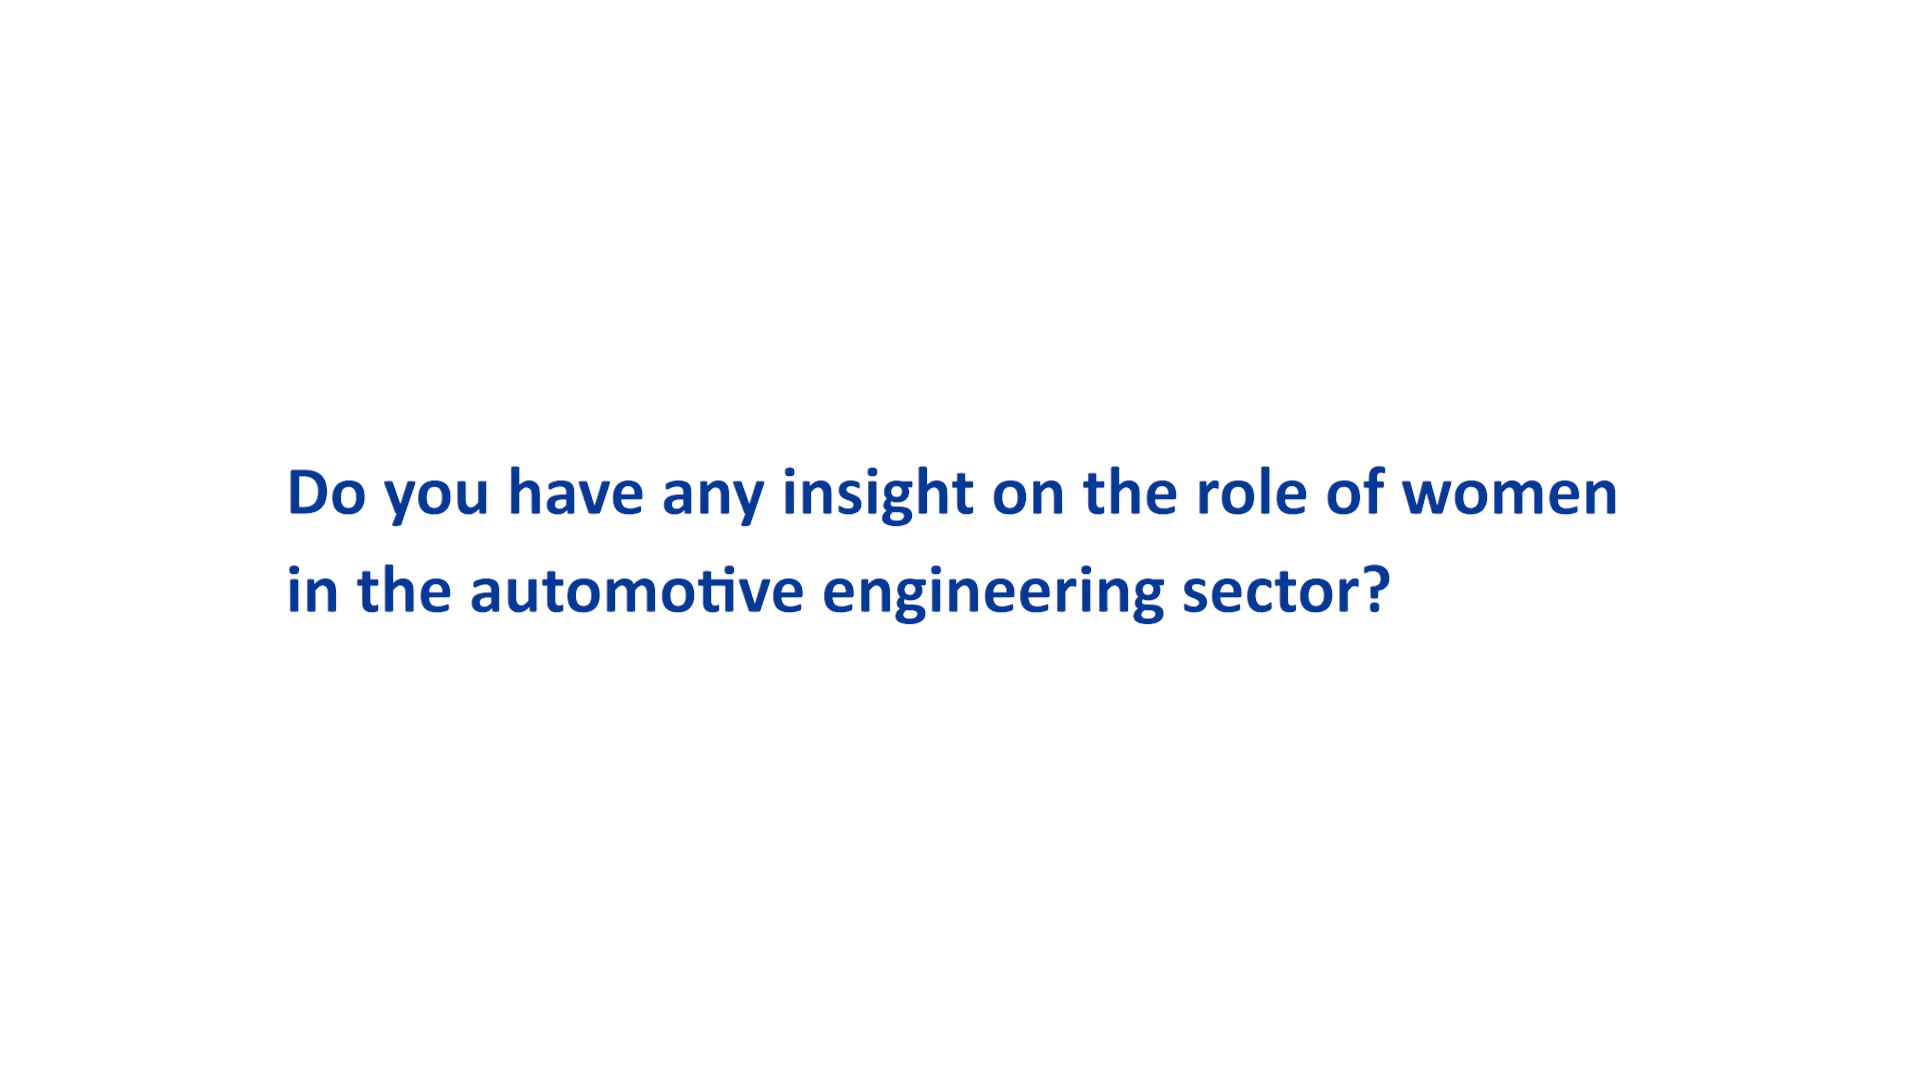 Do you have any insight on the role of women
in the automotive engineering sector?